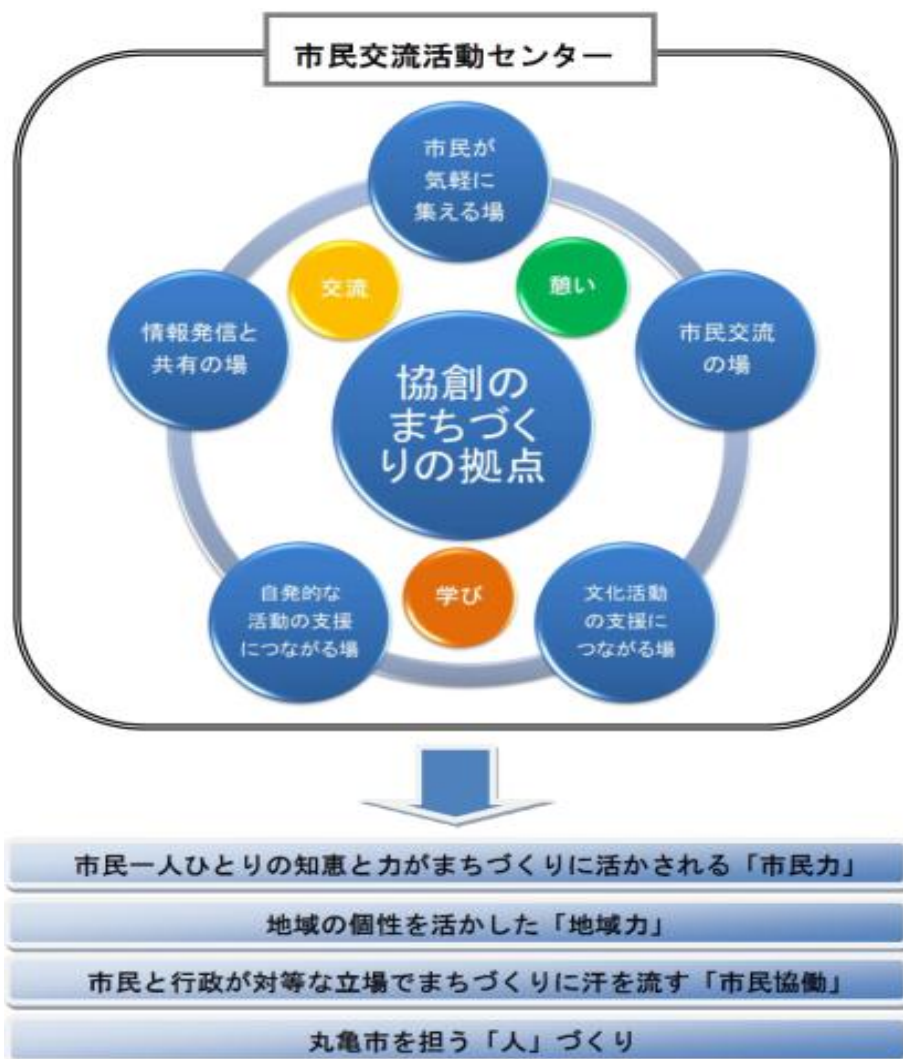 市民交流活動センター
市民が
気軽に
集える場
交流
憩い
情報発信と
共有の場
市民交流
の場
協創の
まちづく
りの拠点
自発的な
活動の支援
につながる場
学び
文化活動
の支援に
つながる場
市民一人ひとりの知恵と力がまちづくりに活かされる「市民力」
地域の個性を活かした「地域力」
市民と行政が対等な立場でまちづくりに汗を流す「市民協働」
丸亀市を担う「人」づくり